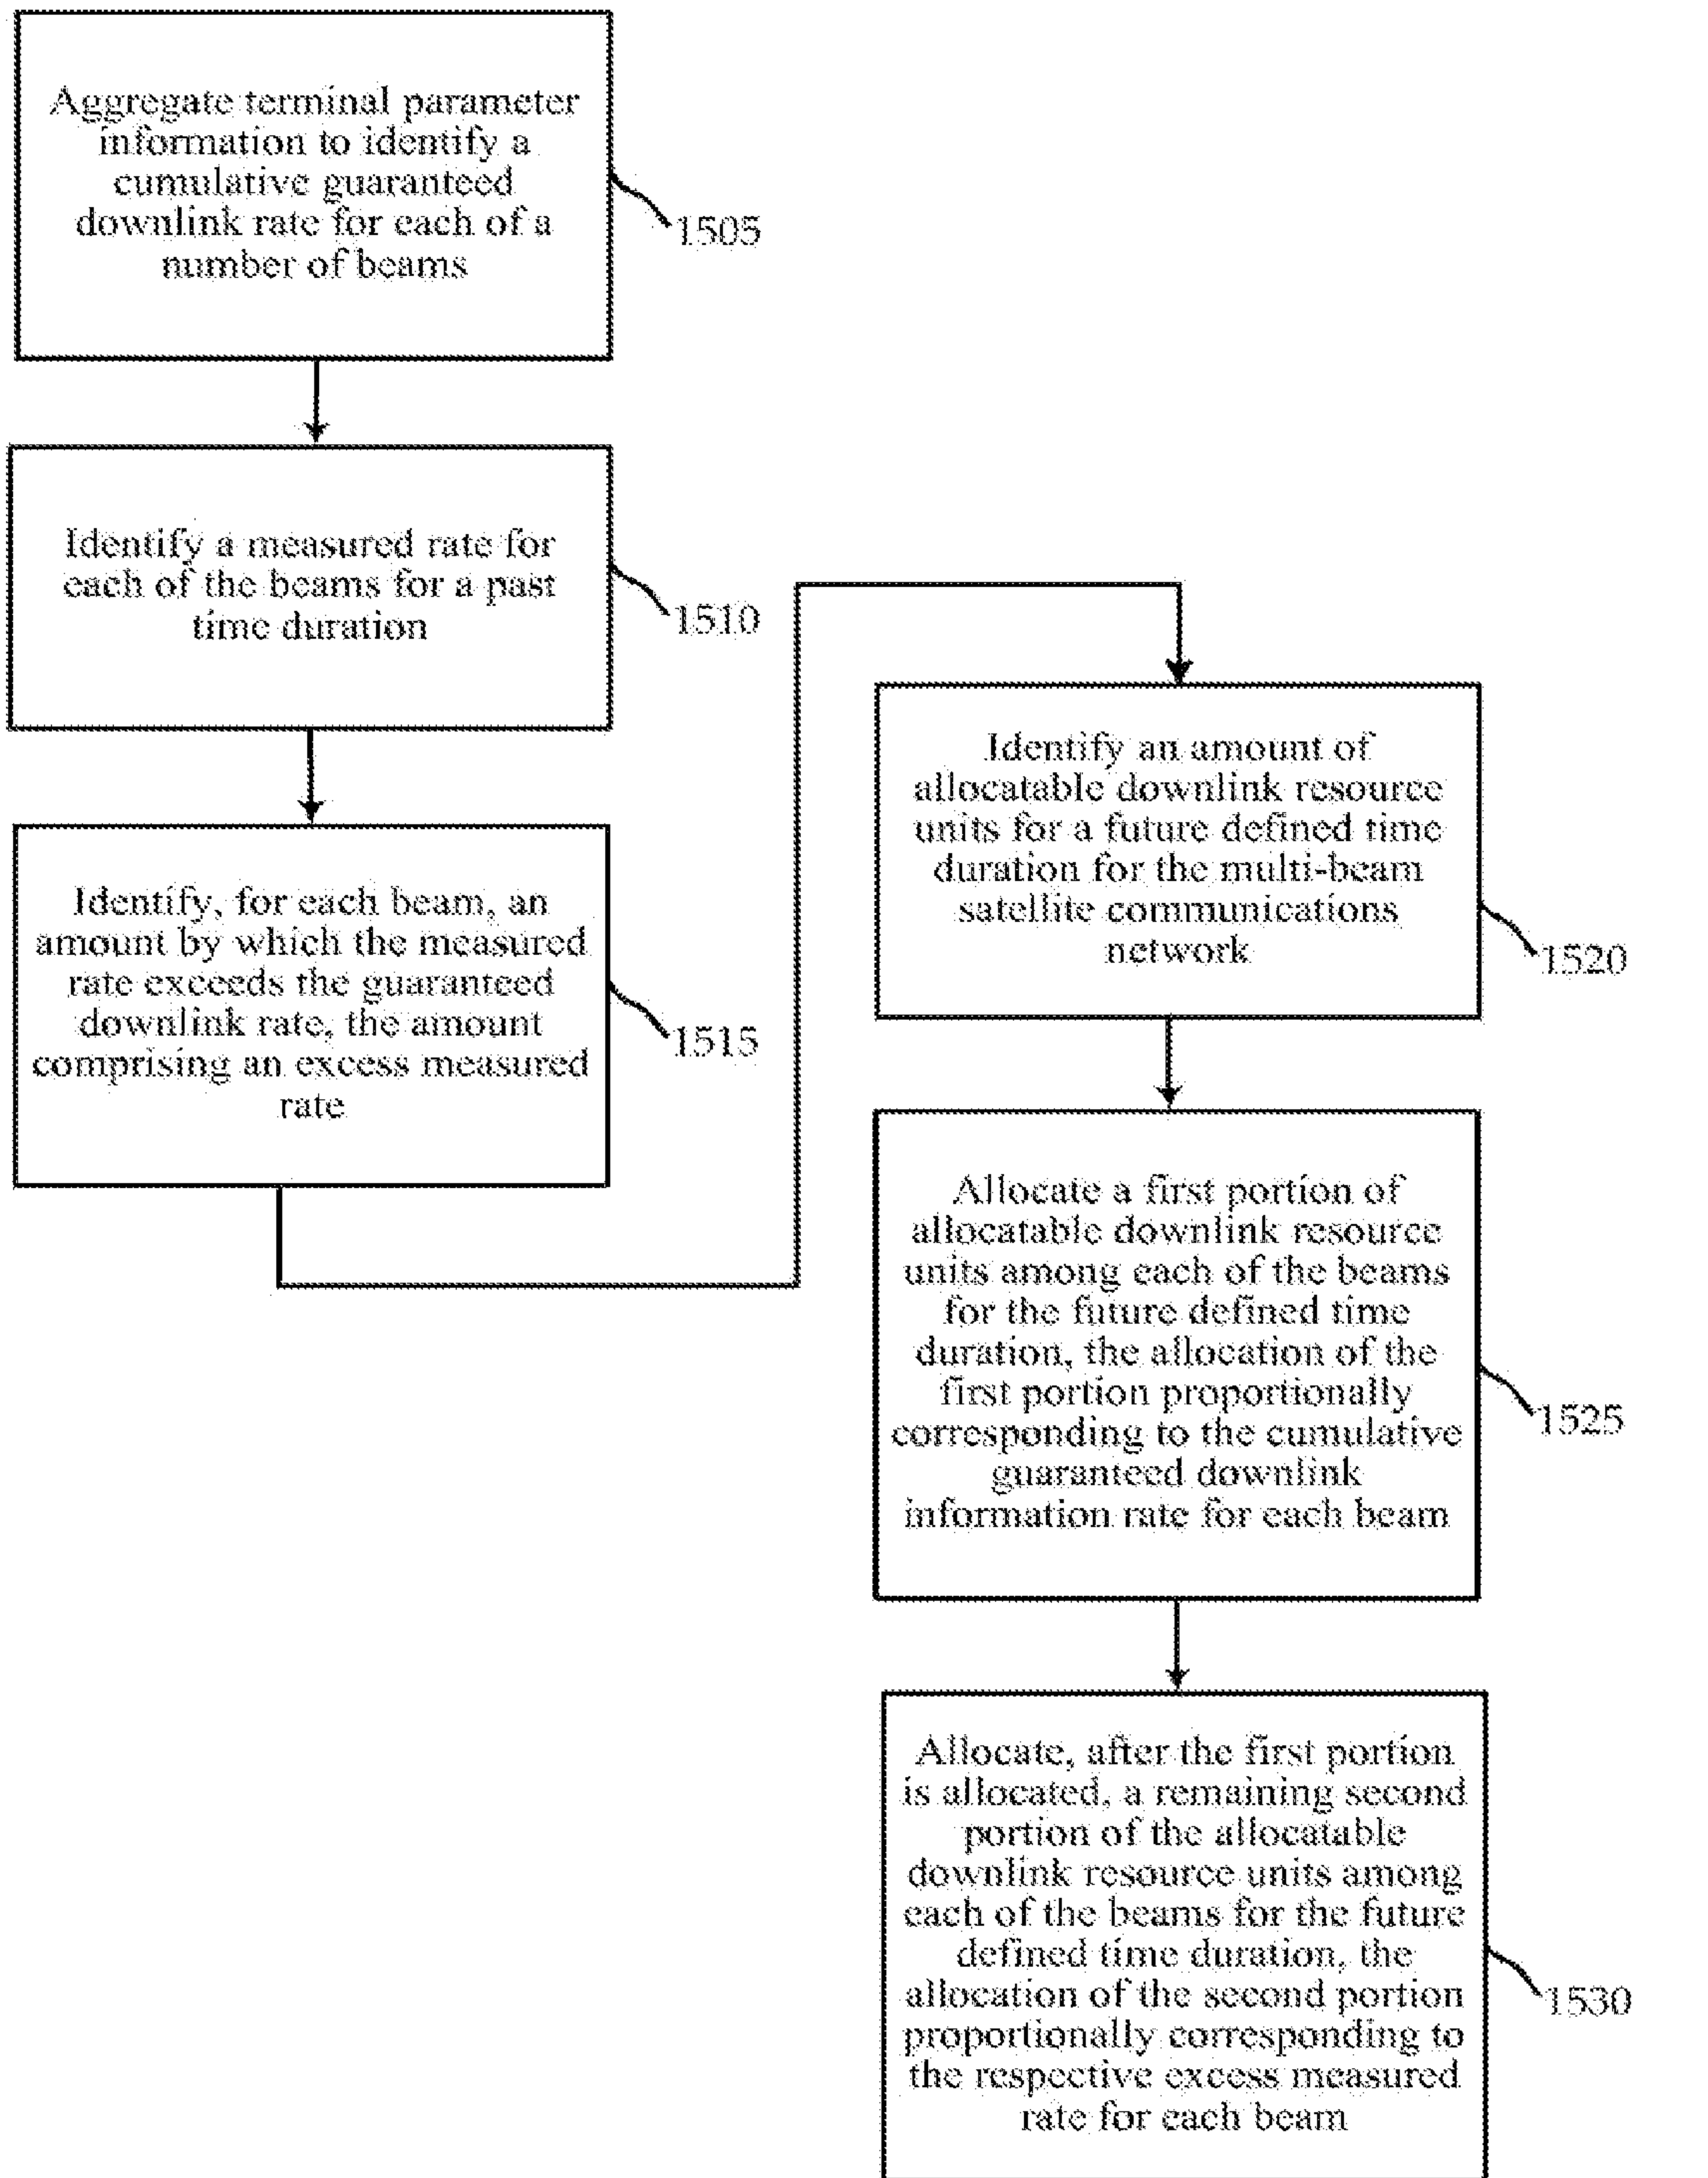 Aggregate terminal parameter
information to identify a
cumulative guaranteed
downlink rate for each of a
number of beams
1505
Identify a measured rate for
each of the beams for a past
time duration
1510
Identify, for each beam, an
amount by which the measured
rate exceeds the guaranteed
downlink rate, the amount
comprising an excess measured
rate
1515
Identify an amount of
allocatable downlink resource
units for a future defined time
duration for the multi-beam
satellite communications
network
1520
Allocate a first portion of
allocatable downlink resource
units among each of the beams
for the future defined time
duration, the allocation of the
first portion proportionally
corresponding to the cumulative
guaranteed downlink
information rate for each beam
1525
Allocate, after the first portion
is allocated, a remaining second
portion of the allocatable
downlink resource units among
each of the beams for the future
defined time duration, the
allocation of the second portion
proportionally corresponding to
the respective excess measured
rate for each beam
1530